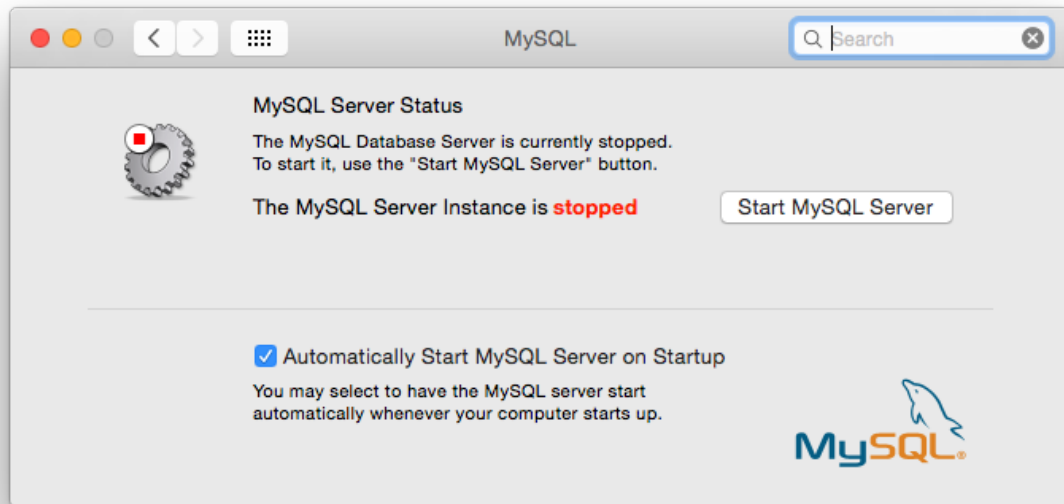 MySQL
Search
MySQL Server Status
The MySQL Database Server is currently stopped.
To start it, use the "Start MySQL Server" button.
The MySQL Server Instance is stopped
Start MySQL Server
Automatically Start MySQL Server on Startup
You may select to have the MySQL server start
automatically whenever your computer starts up.
MySQL®